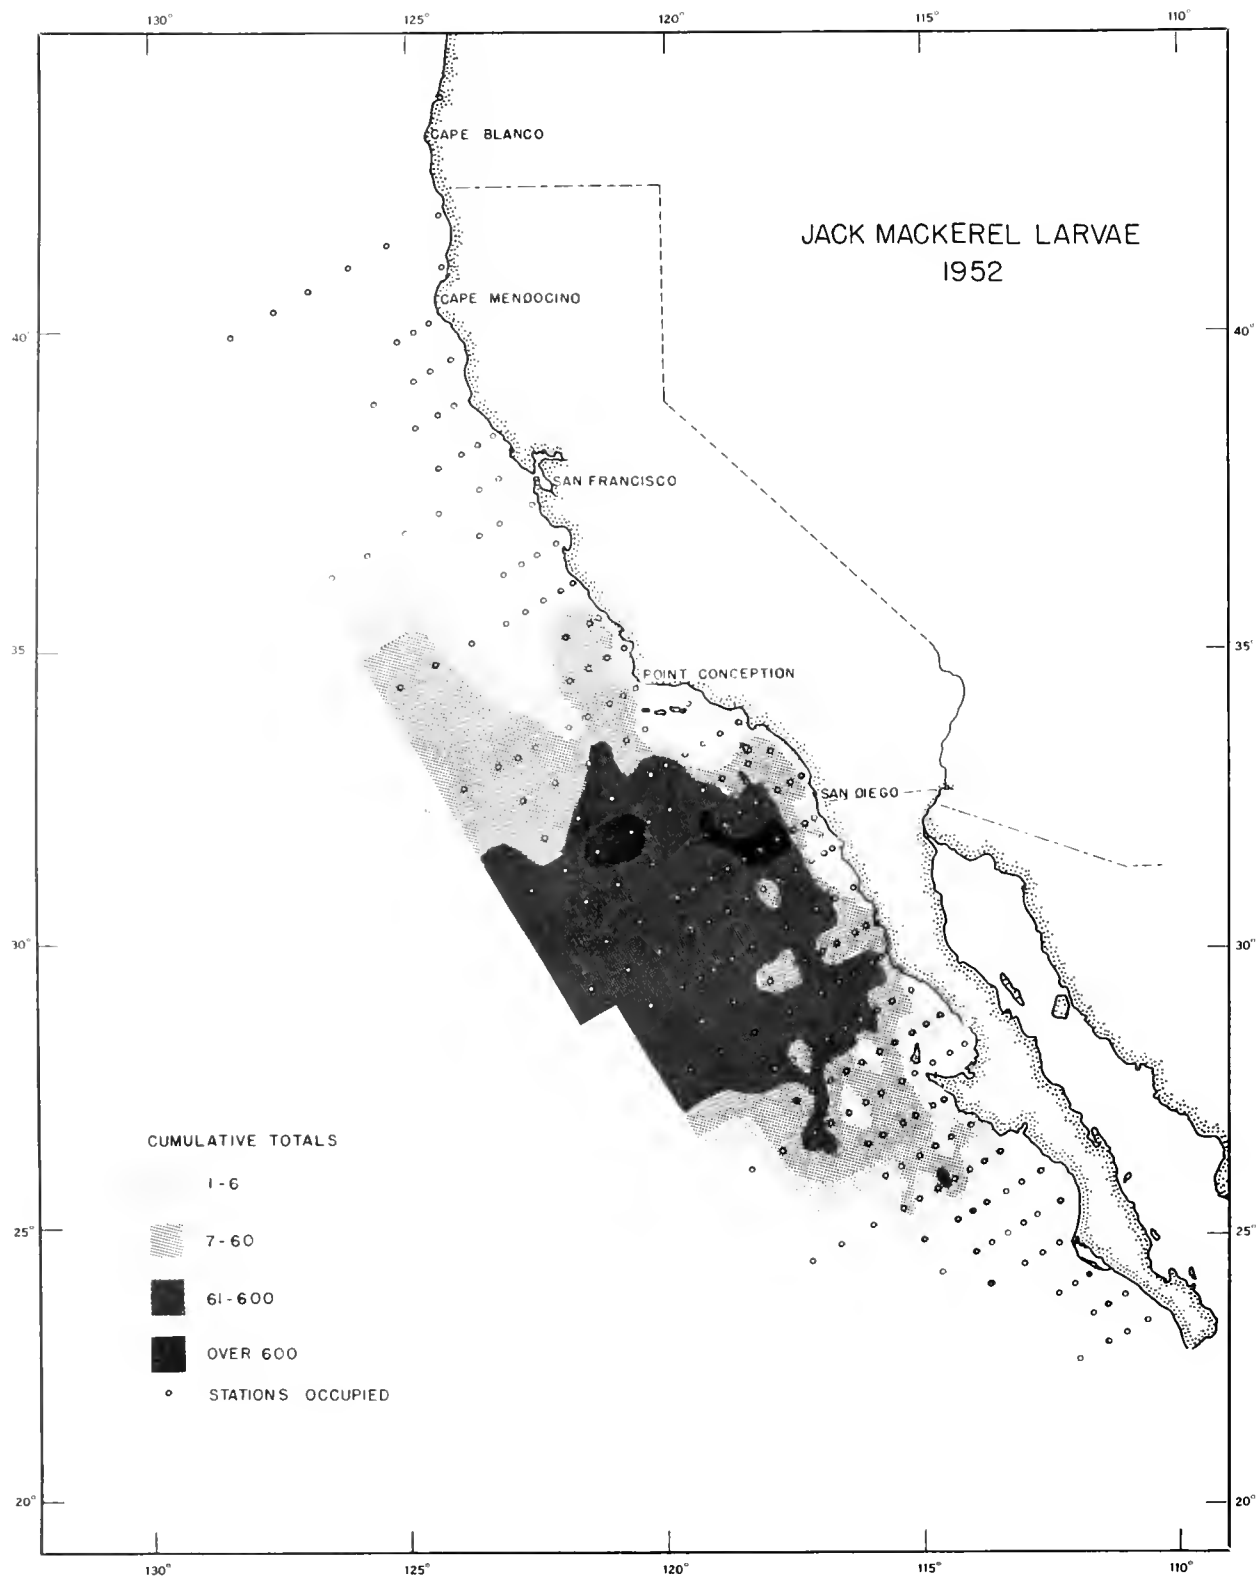 130° 125° 120° 115° 110°
CAPE BLANCO
JACK MACKEREL LARVAE
1952
CAPE MENDOCINO
40° 40°
SAN FRANCISCO
35° 35°
POINT CONCEPTION
SAN DIEGO
30° 30°
CUMULATIVE TOTALS
1-6
7-60
25° 25°
61-600
OVER 600
STATIONS OCCUPIED
20° 20°
130° 125° 120° 115° 110°